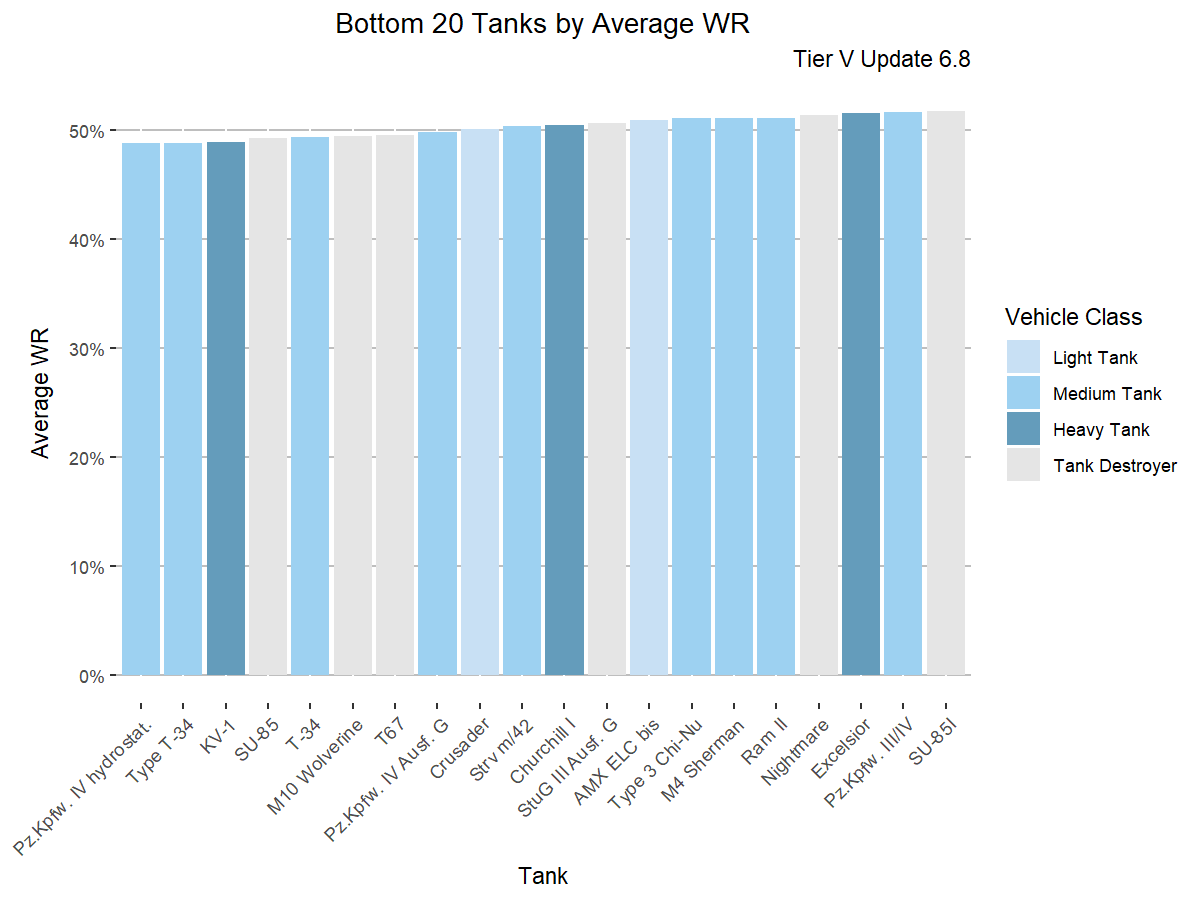 Bottom 20 Tanks by Average WR
Tier V Update 6.8
Average WR
50%
40%
30%
20%
10%
0%
Pz.Kpfw. IV hydrostat.
Type T-34
KV-1
SU-85
T-34
M10 Wolverine
T67
Pz.Kpfw. IV Ausf. G
Crusader
Strv m/42
Churchill I
StuG III Ausf. G
AMX ELC bis
Type 3 Chi-Nu
M4 Sherman
Ram II
Nightmare
Excelsior
Pz.Kpfw. III/IV
SU-85I
Tank
Vehicle Class
Light Tank
Medium Tank
Heavy Tank
Tank Destroyer